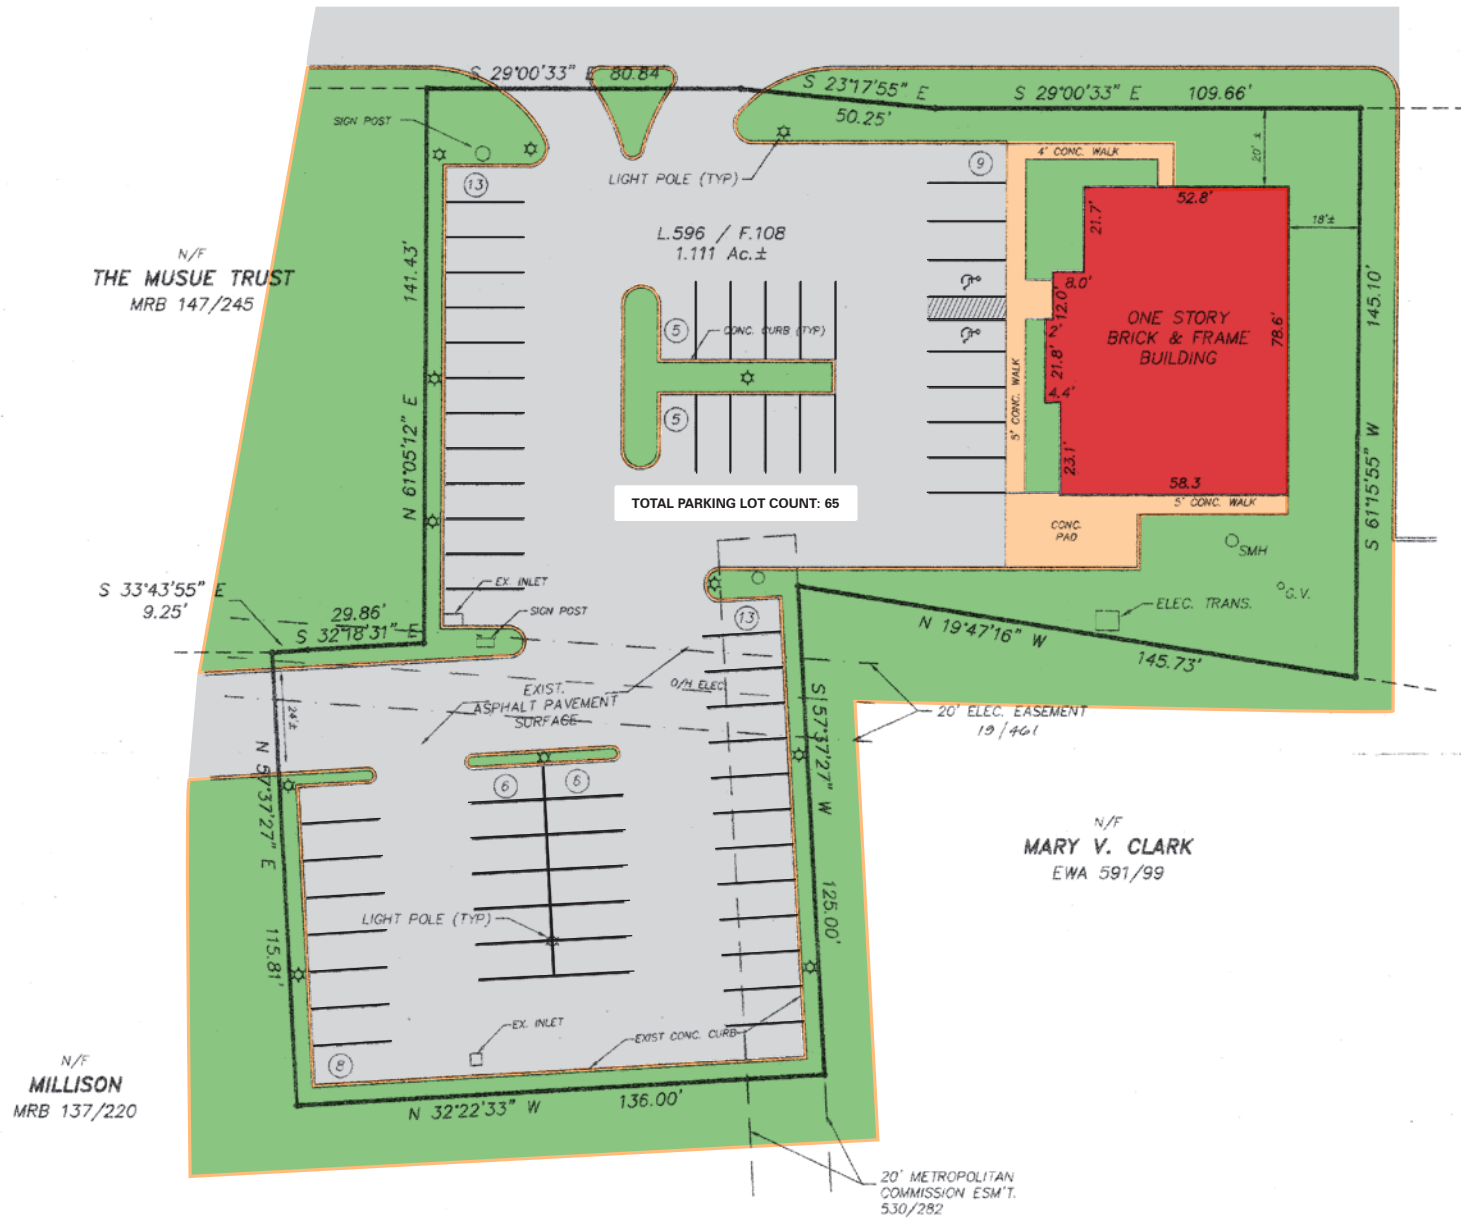 S 29°00'33" E 80.84'
S 23°17'55" E
50.25'
S 29°00'33" E 109.66'
SIGN POST
LIGHT POLE (TYP)
4' CONC. WALK
20' ±
13
9
52.8'
21.7'
18'±
L.596 / F.108
1.111 Ac.±
N/F
THE MUSUE TRUST
MRB 147/245
141.43'
N 61°05'12" E
8.0'
12.0'
2'
21.8'
4.4'
23.1'
58.3
78.6'
ONE STORY
BRICK & FRAME
BUILDING
145.10'
S 61°15'55" W
5
CONC. CURB (TYP)
5
5' CONC. WALK
TOTAL PARKING LOT COUNT: 65
5' CONC. WALK
CONC.
PAD
SMH
G.V.
ELEC. TRANS.
EX. INLET
SIGN POST
S 33°43'55" E
9.25'
29.86'
S 32°18'31" E
13
N 19°47'16" W
145.73'
O/H ELEC.
EXIST.
ASPHALT PAVEMENT
SURFACE
24'±
S 57°37'27" W
125.00'
20' ELEC. EASEMENT
19/461
N 57°37'27" E
115.81'
6
6
N/F
MARY V. CLARK
EWA 591/99
LIGHT POLE (TYP)
EX. INLET
EXIST CONC. CURB
8
N/F
MILLISON
MRB 137/220
N 32°22'33" W 136.00'
20' METROPOLITAN
COMMISSION ESM'T.
530/282